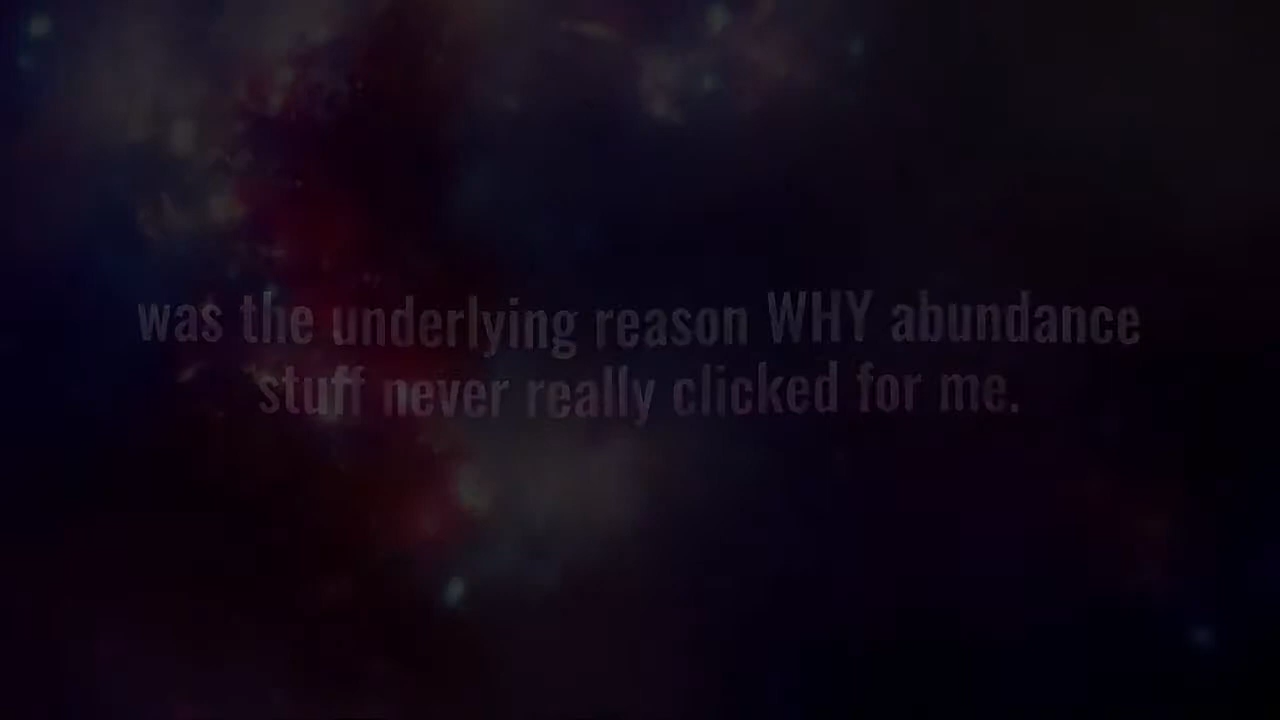 was the underlying reason WHY abundance
stuff never really clicked for me.